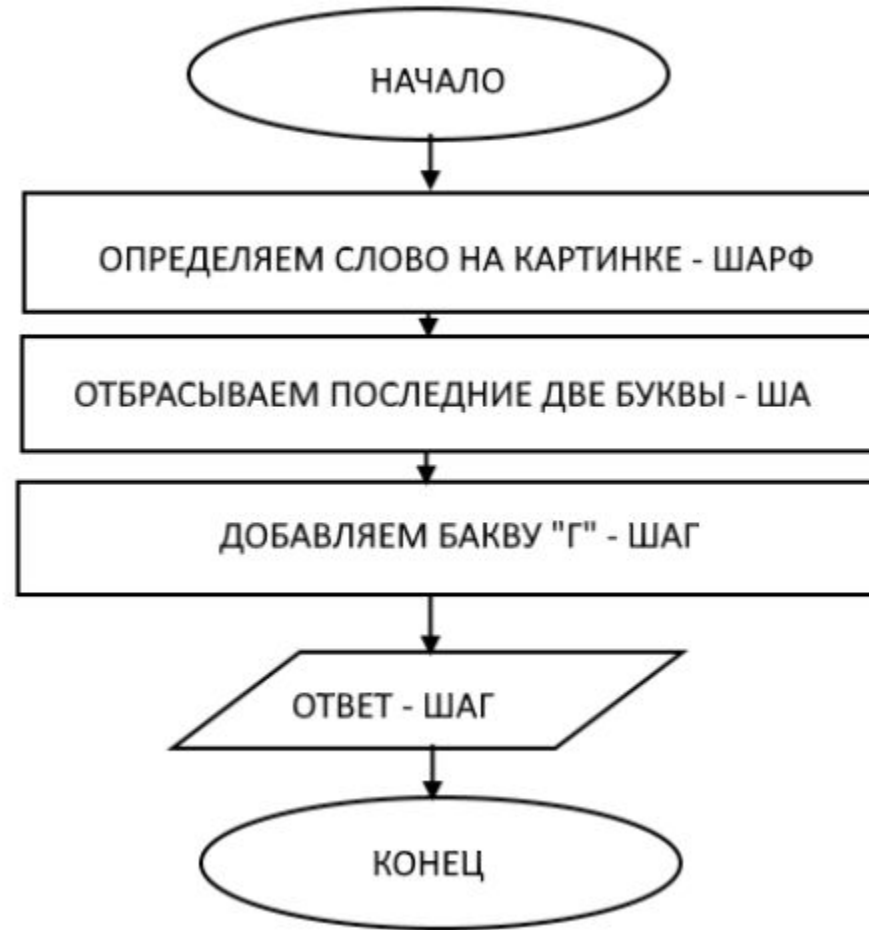 НАЧАЛО
ОПРЕДЕЛЯЕМ СЛОВО НА КАРТИНКЕ - ШАРФ
ОТБРАСЫВАЕМ ПОСЛЕДНИЕ ДВЕ БУКВЫ - ША
ДОБАВЛЯЕМ БАКВУ "Г" - ШАГ
ОТВЕТ - ШАГ
КОНЕЦ